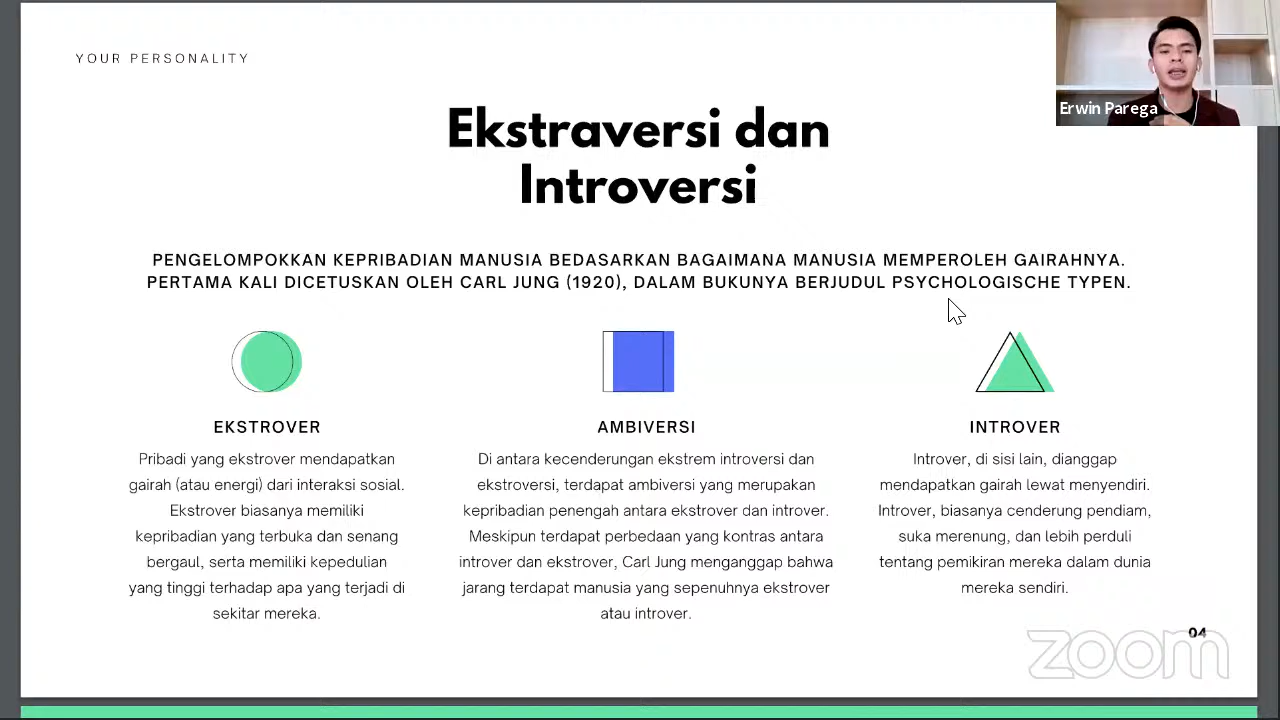 YOUR PERSONALITY
Erwin Parega
Ekstraversi dan
Introversi
PENGELOMPOKKAN KEPRIBADIAN MANUSIA BEDASARKAN BAGAIMANA MANUSIA MEMPEROLEH GAIRAHNYA.
PERTAMA KALI DICETUSKAN OLEH CARL JUNG (1920), DALAM BUKUNYA BERJUDUL PSYCHOLOGISCHE TYPEN.
EKSTROVER
Pribadi yang ekstrover mendapatkan
gairah (atau energi) dari interaksi sosial.
Ekstrover biasanya memiliki
kepribadian yang terbuka dan senang
bergaul, serta memiliki kepedulian
yang tinggi terhadap apa yang terjadi di
sekitar mereka.
AMBIVERSI
Di antara kecenderungan ekstrem introversi dan
ekstroversi, terdapat ambiversi yang merupakan
kepribadian penengah antara ekstrover dan introver.
Meskipun terdapat perbedaan yang kontras antara
introver dan ekstrover, Carl Jung menganggap bahwa
jarang terdapat manusia yang sepenuhnya ekstrover
atau introver.
INTROVER
Introver, di sisi lain, dianggap
mendapatkan gairah lewat menyendiri.
Introver, biasanya cenderung pendiam,
suka merenung, dan lebih perduli
tentang pemikiran mereka dalam dunia
mereka sendiri.
04
zoom